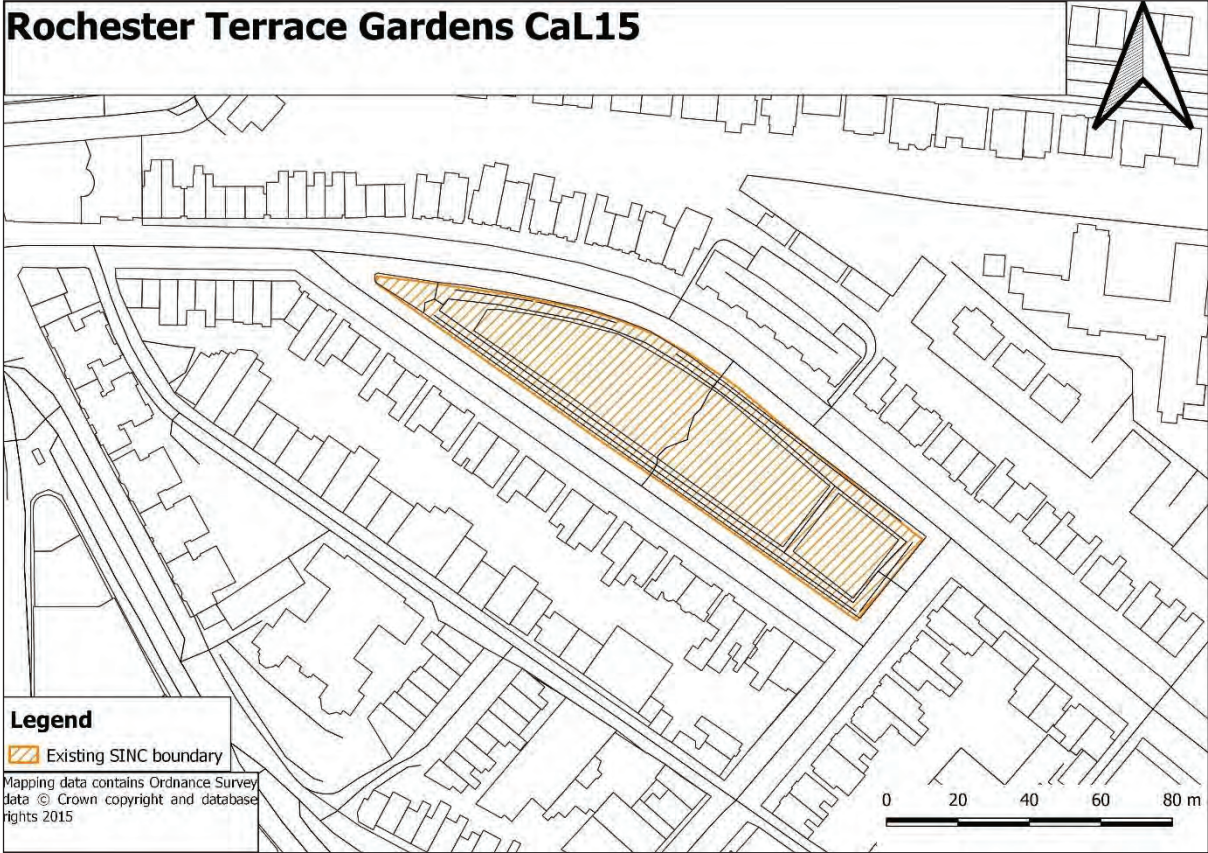 Rochester Terrace Gardens CaL15
Legend
Existing SINC boundary
Mapping data contains Ordnance Survey
data © Crown copyright and database
rights 2015
0 20 40 60 80 m